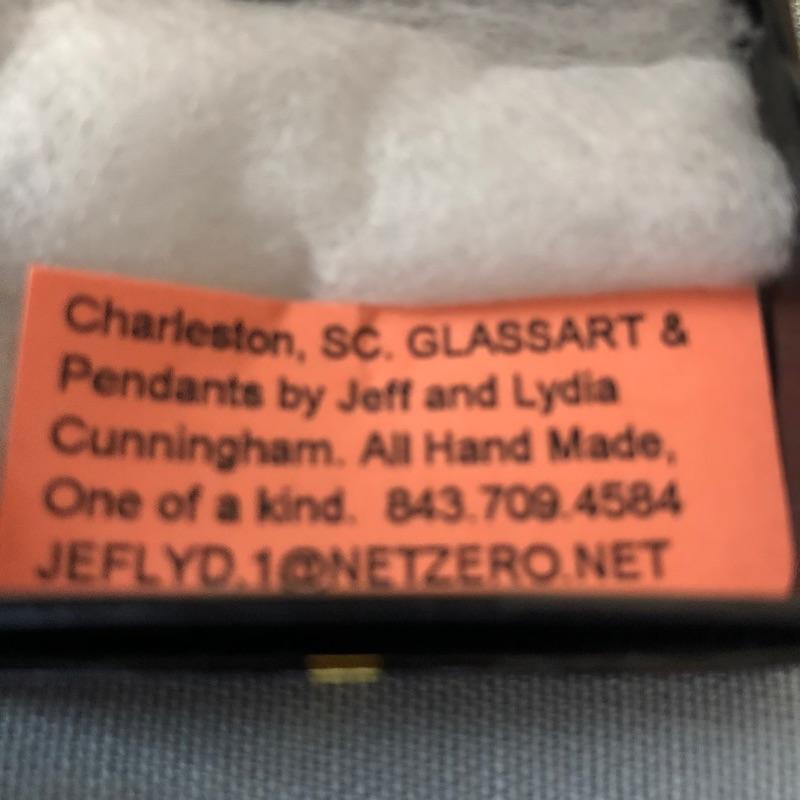 Charleston, SC. GLASSART &
Pendants by Jeff and Lydia
Cunningham. All Hand Made,
One of a kind. 843.709.4584
JEFLYD.1@NETZERO.NET